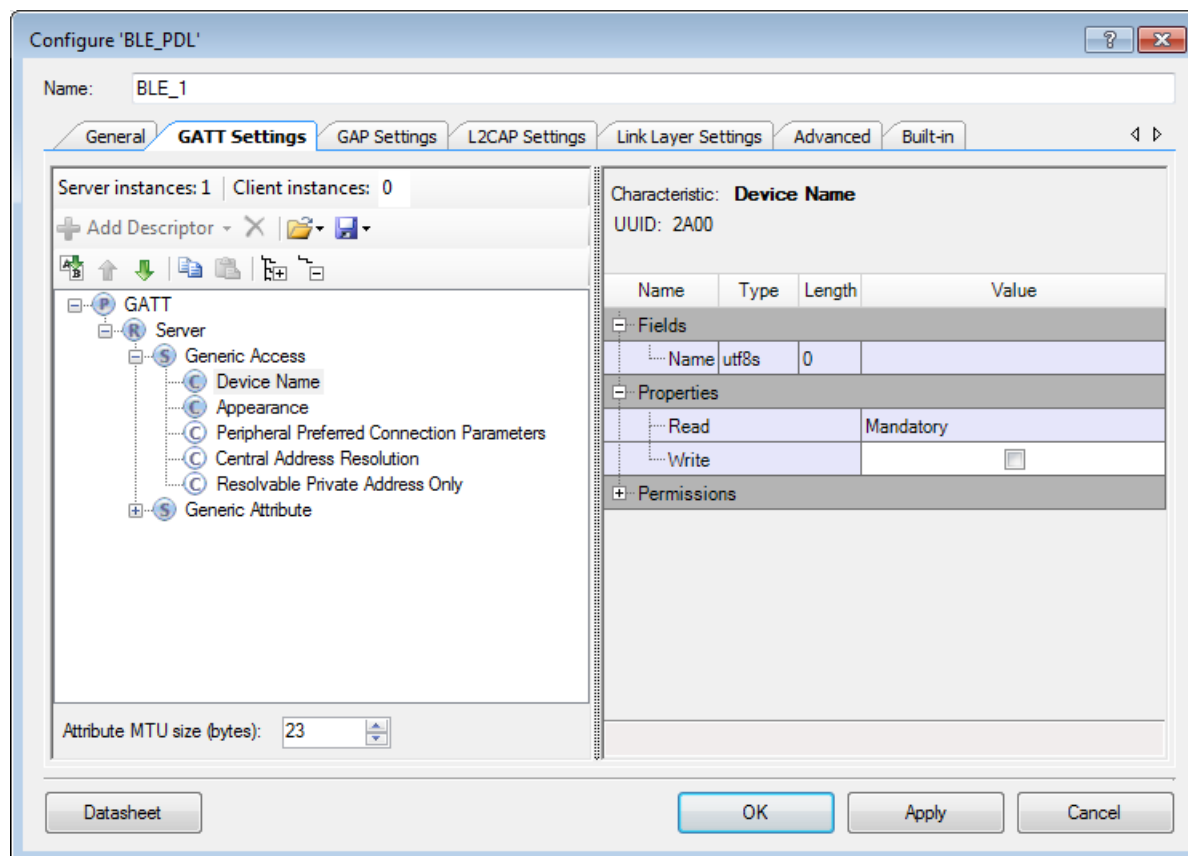 Configure 'BLE_PDL'
Name: BLE_1
General GATT Settings GAP Settings L2CAP Settings Link Layer Settings Advanced Built-in
Server instances: 1 Client instances: 0
Add Descriptor
GATT
Server
Generic Access
Device Name
Appearance
Peripheral Preferred Connection Parameters
Central Address Resolution
Resolvable Private Address Only
Generic Attribute
Attribute MTU size (bytes): 23
Characteristic: Device Name
UUID: 2A00
Name Type Length Value
Fields
Name utf8s 0
Properties
Read Mandatory
Write
Permissions
Datasheet OK Apply Cancel